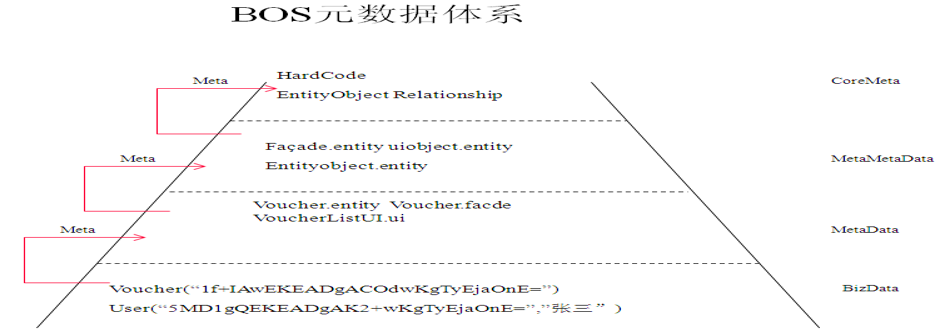 BOS元数据体系
Meta HardCode CoreMeta
EntityObject Relationship
Façade.entity uiobject.entity
Meta Entityobject.entity MetaMetaData
Voucher.entity Voucher.facde
VoucherListUI.ui
Meta MetaData
Voucher(“1f+IAwEKEADgACOdwKgTyEjaOnE=”) BizData
User(“5MD1gQEKEADgAK2+wKgTyEjaOnE=”,”张三”)